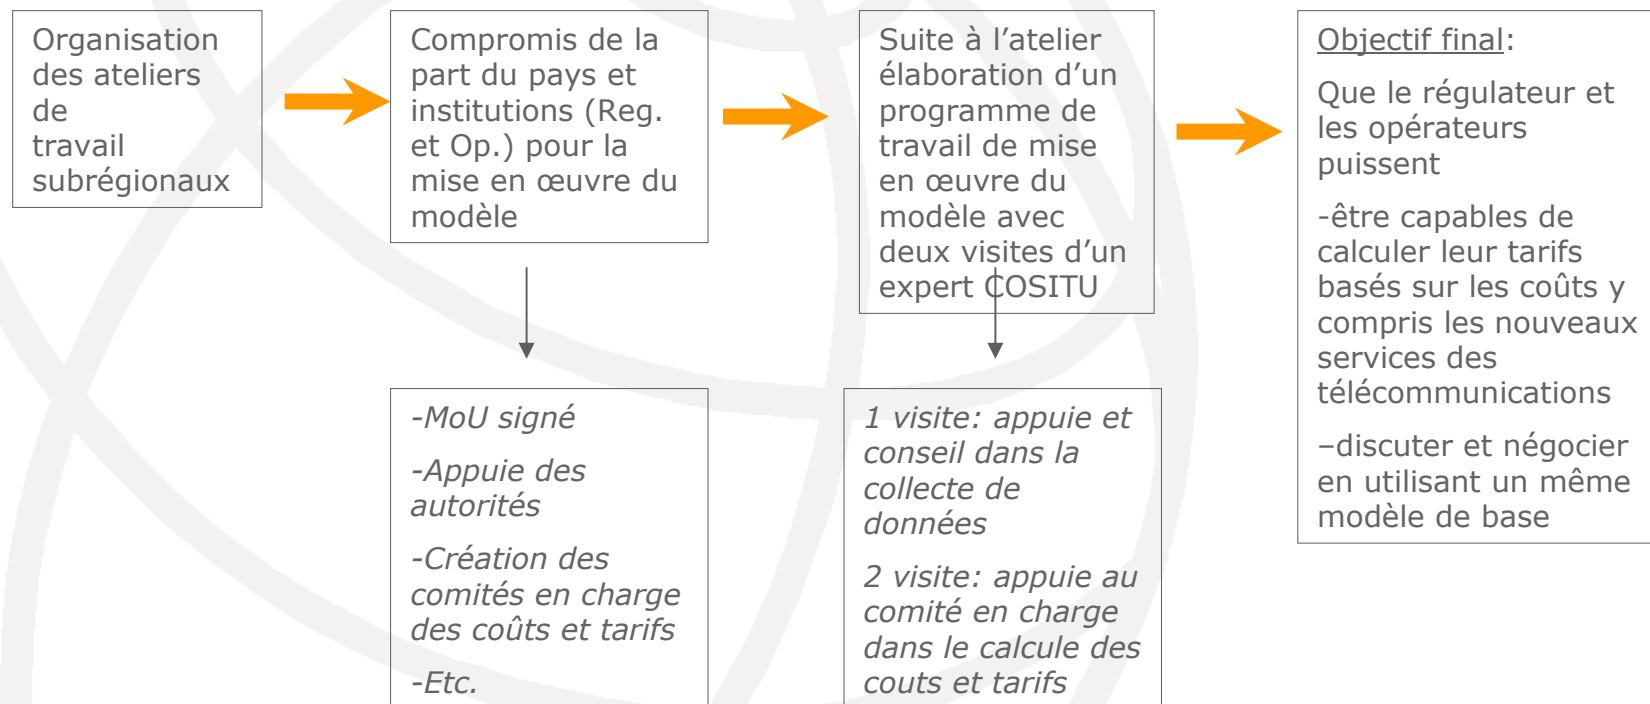 Organisation
des ateliers
de
travail
subrégionaux
Compromis de la
part du pays et
institutions (Reg.
et Op.) pour la
mise en œuvre du
modèle
Suite à l’atelier
élaboration d’un
programme de
travail de mise
en œuvre du
modèle avec
deux visites d’un
expert COSITU
Objectif final:
Que le régulateur et
les opérateurs
puissent
-être capables de
calculer leur tarifs
basés sur les coûts y
compris les nouveaux
services des
télécommunications
–discuter et négocier
en utilisant un même
modèle de base
-MoU signé
-Appuie des
autorités
-Création des
comités en charge
des coûts et tarifs
-Etc.
1 visite: appuie et
conseil dans la
collecte de
données
2 visite: appuie au
comité en charge
dans le calcule des
couts et tarifs